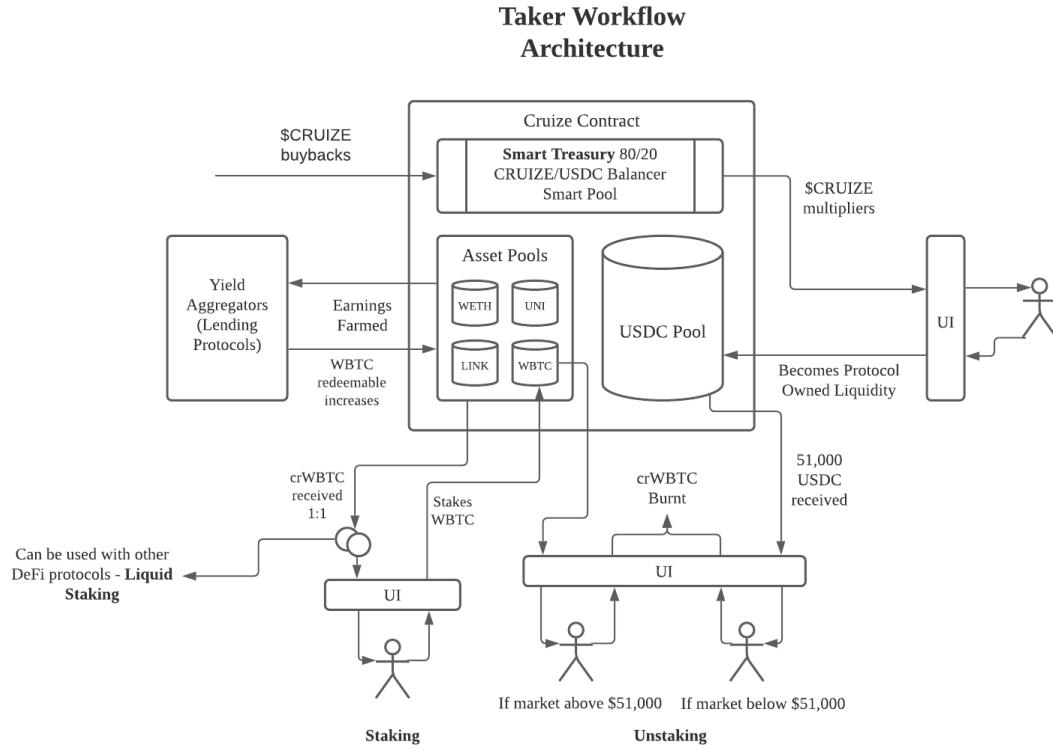 Taker Workflow
Architecture
Cruize Contract
$CRUIZE
buybacks
Smart Treasury 80/20
CRUIZE/USDC Balancer
Smart Pool
$CRUIZE
multipliers
Yield
Aggregators
(Lending
Protocols)
Earnings
Farmed
WBTC
redeemable
increases
Asset Pools
WETH
UNI
LINK
WBTC
USDC Pool
UI
Becomes Protocol
Owned Liquidity
crWBTC
received
1:1
Stakes
WBTC
crWBTC
Burnt
51,000
USDC
received
Can be used with other
DeFi protocols - Liquid
Staking
UI
UI
If market above $51,000
If market below $51,000
Staking
Unstaking